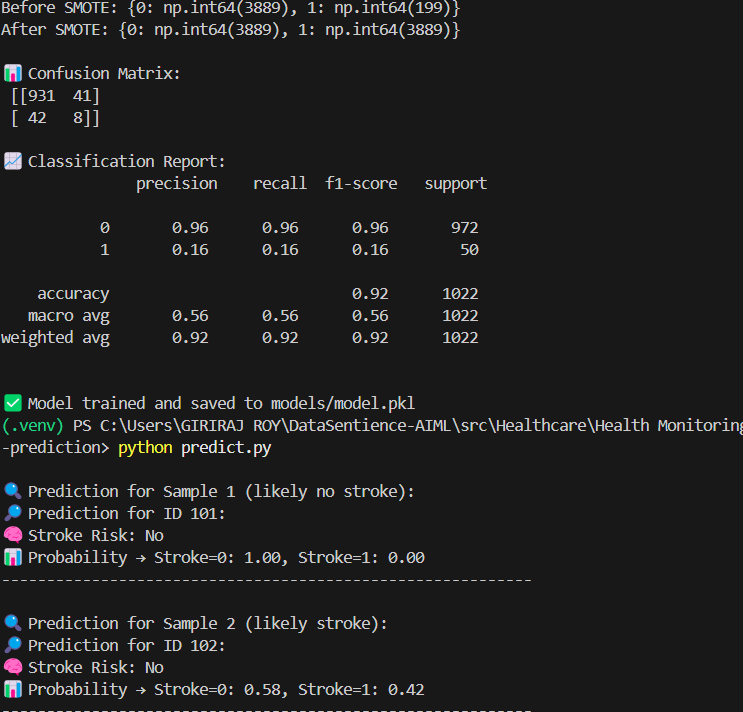 Before SMOTE: {0: np.int64(3889), 1: np.int64(199)}
After SMOTE: {0: np.int64(3889), 1: np.int64(3889)}
📊 Confusion Matrix:
[[931 41]
[ 42 8]]
📈 Classification Report:
precision recall f1-score support
0 0.96 0.96 0.96 972
1 0.16 0.16 0.16 50
accuracy 0.92 1022
macro avg 0.56 0.56 0.56 1022
weighted avg 0.92 0.92 0.92 1022
✅ Model trained and saved to models/model.pkl
(.venv) PS C:\Users\GIRIRAJ ROY\DataSentience-AIML\src\Healthcare\Health Monitoring
-prediction> python predict.py
🔍 Prediction for Sample 1 (likely no stroke):
🔎 Prediction for ID 101:
🧠 Stroke Risk: No
📊 Probability → Stroke=0: 1.00, Stroke=1: 0.00
------------------------------------------------------------
🔍 Prediction for Sample 2 (likely stroke):
🔎 Prediction for ID 102:
🧠 Stroke Risk: No
📊 Probability → Stroke=0: 0.58, Stroke=1: 0.42
------------------------------------------------------------